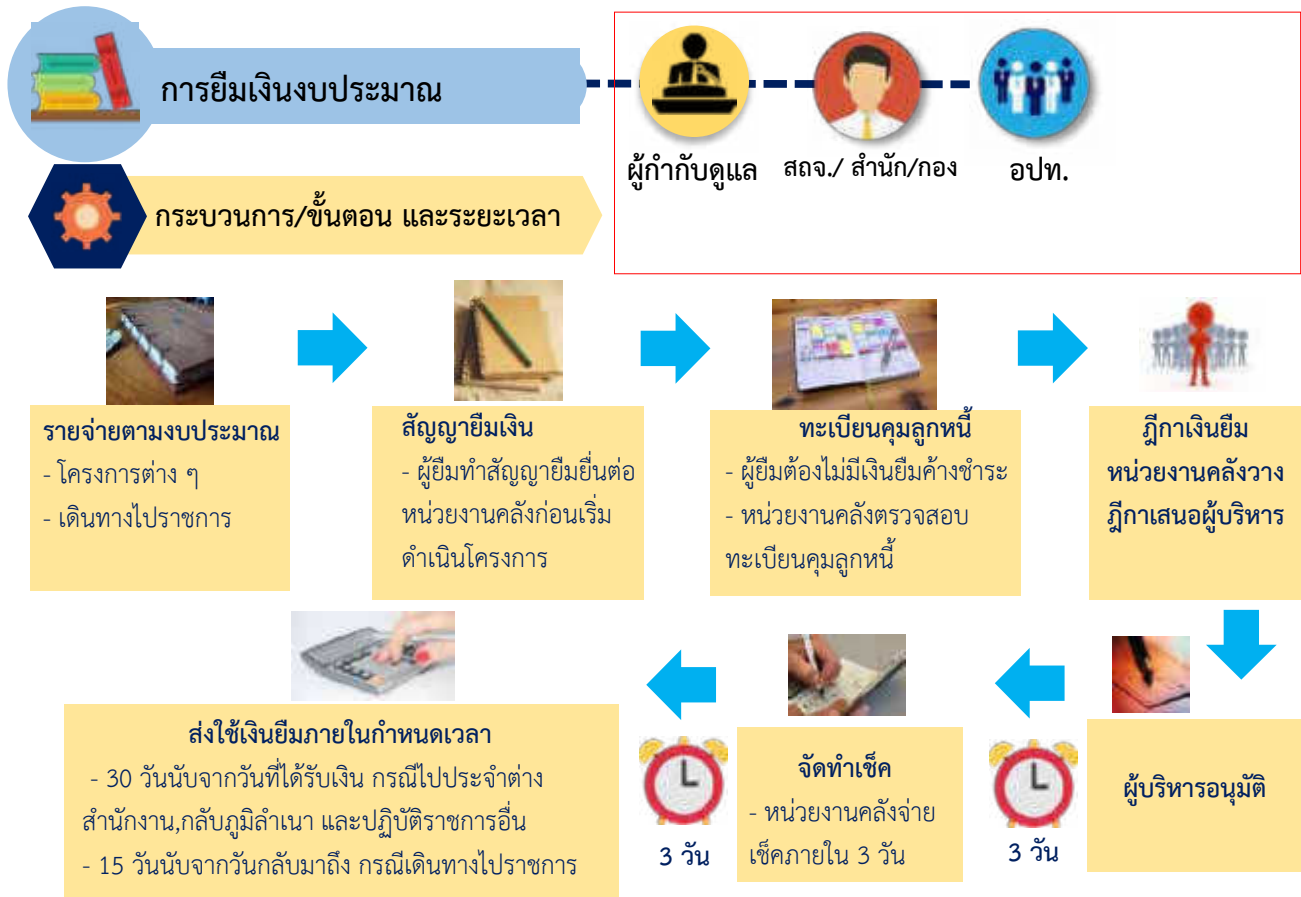 การยืมเงินงบประมาณ
ผู้กำกับดูแล
สถจ./ สำนัก/กอง
อปท.
กระบวนการ/ขั้นตอน และระยะเวลา
รายจ่ายตามงบประมาณ
- โครงการต่าง ๆ
- เดินทางไปราชการ
สัญญายืมเงิน
- ผู้ยืมทำสัญญายืมยื่นต่อ
หน่วยงานคลังก่อนเริ่ม
ดำเนินโครงการ
ทะเบียนคุมลูกหนี้
- ผู้ยืมต้องไม่มีเงินยืมค้างชำระ
- หน่วยงานคลังตรวจสอบ
ทะเบียนคุมลูกหนี้
ฎีกาเงินยืม
หน่วยงานคลังวาง
ฎีกาเสนอผู้บริหาร
ผู้บริหารอนุมัติ
3 วัน
จัดทำเช็ค
- หน่วยงานคลังจ่าย
เช็คภายใน 3 วัน
3 วัน
ส่งใช้เงินยืมภายในกำหนดเวลา
- 30 วันนับจากวันที่ได้รับเงิน กรณีไปประจำต่าง
สำนักงาน,กลับภูมิลำเนา และปฏิบัติราชการอื่น
- 15 วันนับจากวันกลับมาถึง กรณีเดินทางไปราชการ